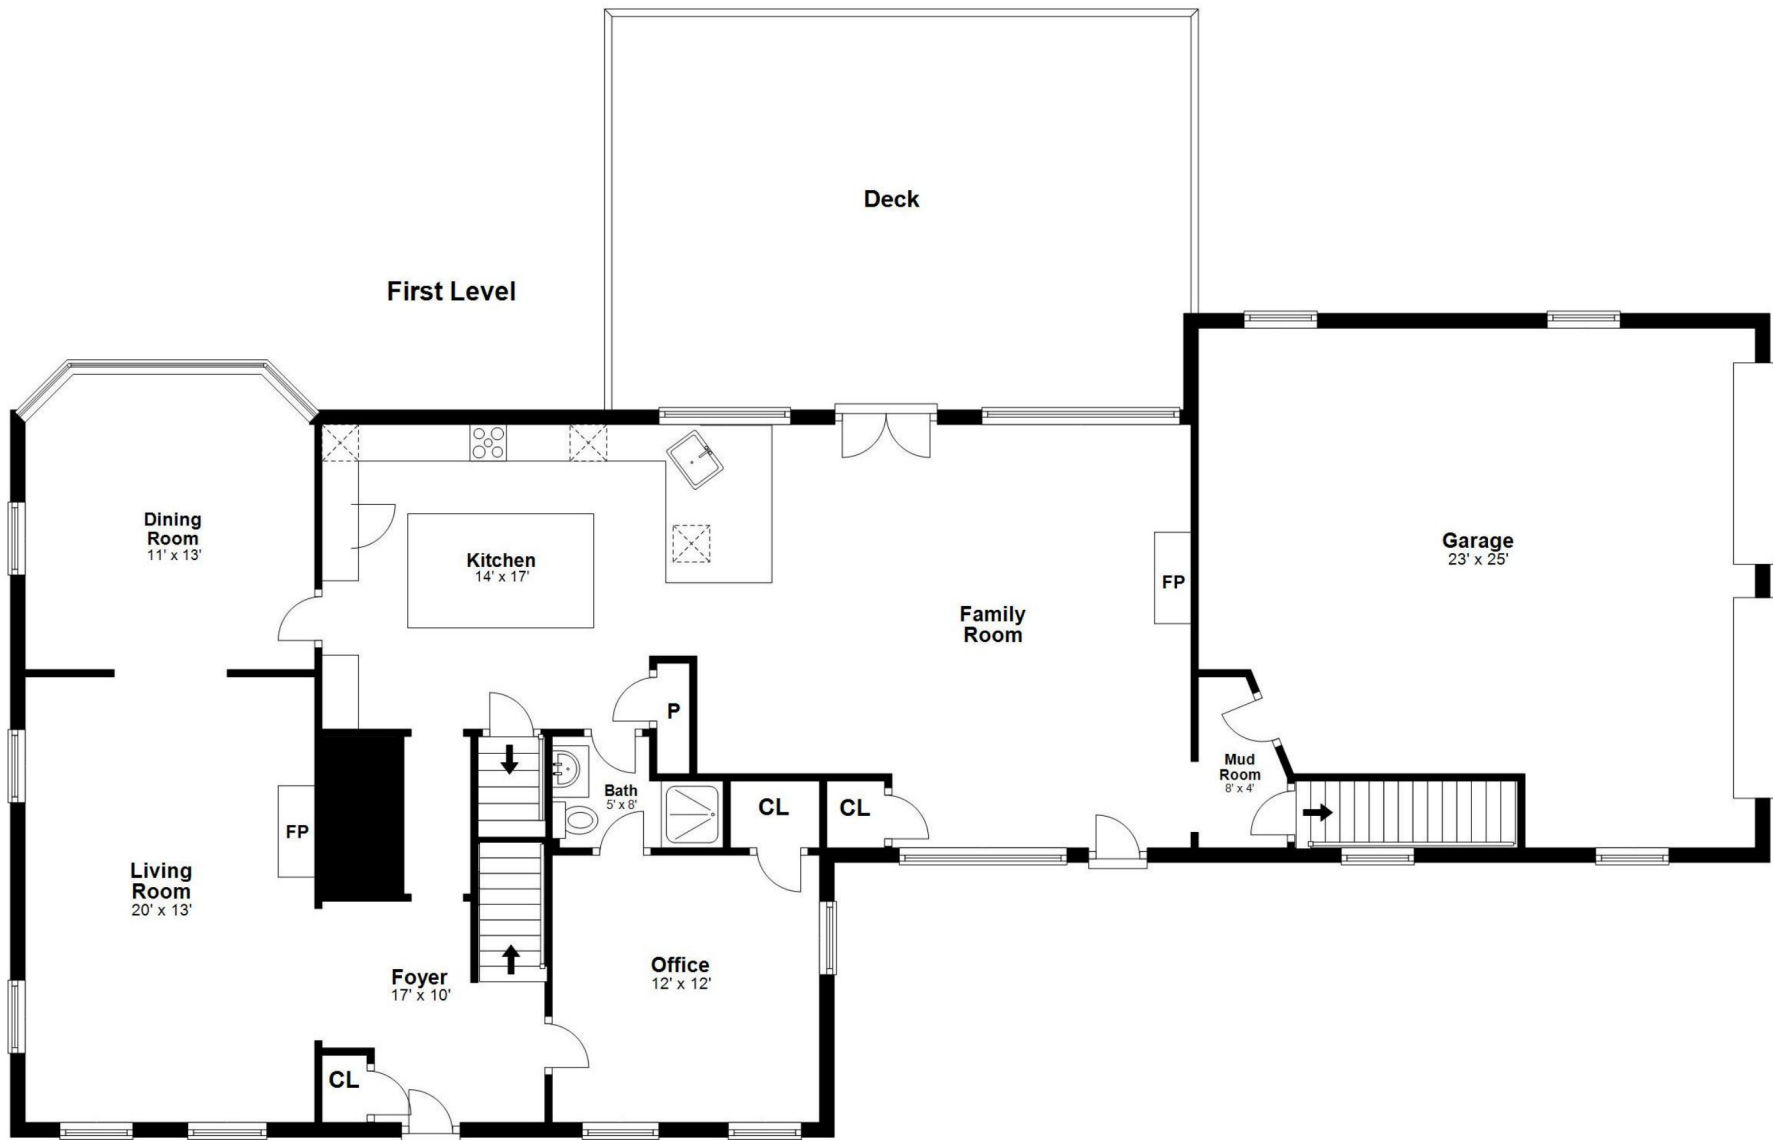 Deck
First Level
Dining
Room
11' x 13'
Kitchen
14' x 17'
Garage
23' x 25'
FP
Family
Room
P
Mud
Room
8' x 4'
Bath
5' x 8'
CL
CL
FP
Living
Room
20' x 13'
Foyer
17' x 10'
Office
12' x 12'
CL